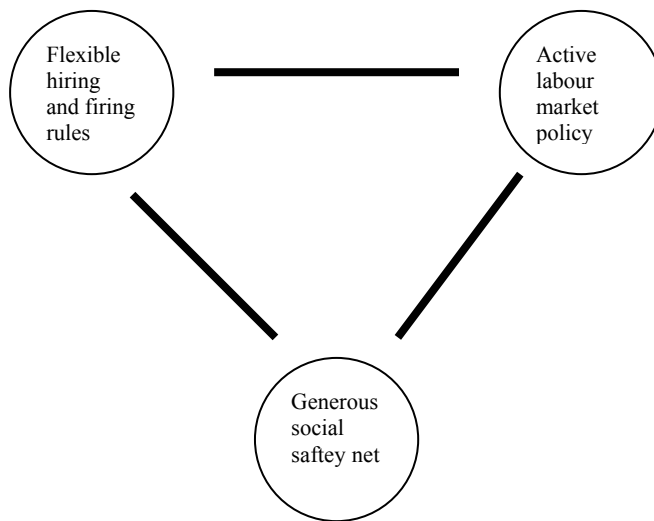 Flexible
hiring
and firing
rules
Active
labour
market
policy
Generous
social
saftey net